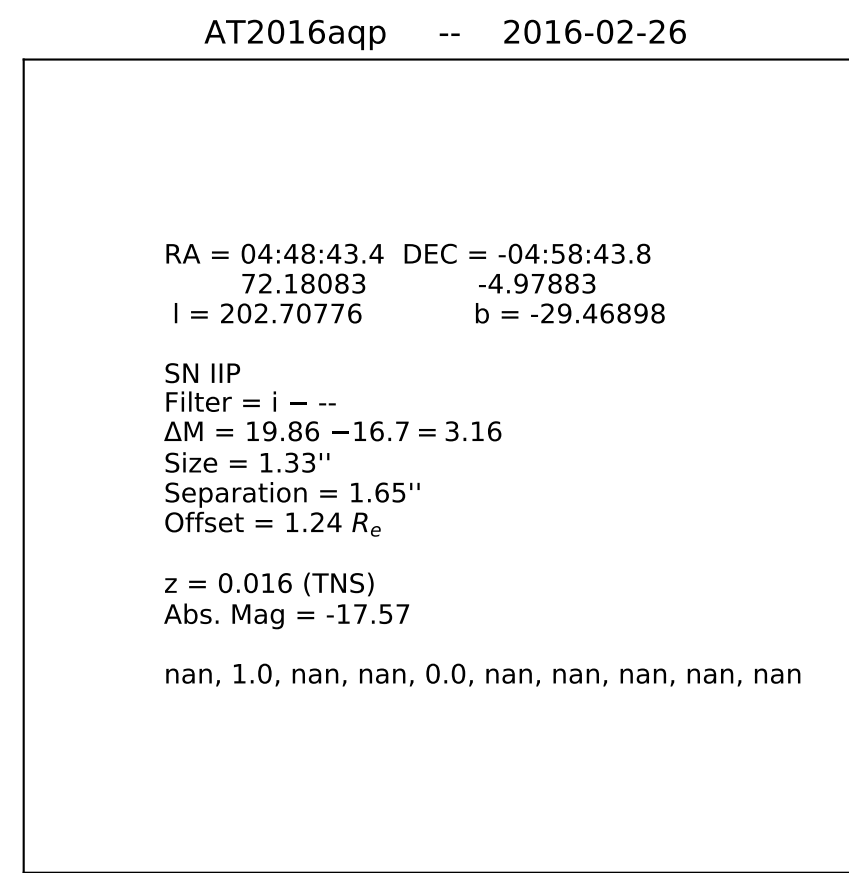 AT2016aqp -- 2016-02-26
RA = 04:48:43.4 DEC = -04:58:43.8
72.18083 -4.97883
l = 202.70776 b = -29.46898
SN IIP
Filter = i − --
ΔM = 19.86 −16.7 = 3.16
Size = 1.33''
Separation = 1.65''
Offset = 1.24 Rₑ
z = 0.016 (TNS)
Abs. Mag = -17.57
nan, 1.0, nan, nan, 0.0, nan, nan, nan, nan, nan